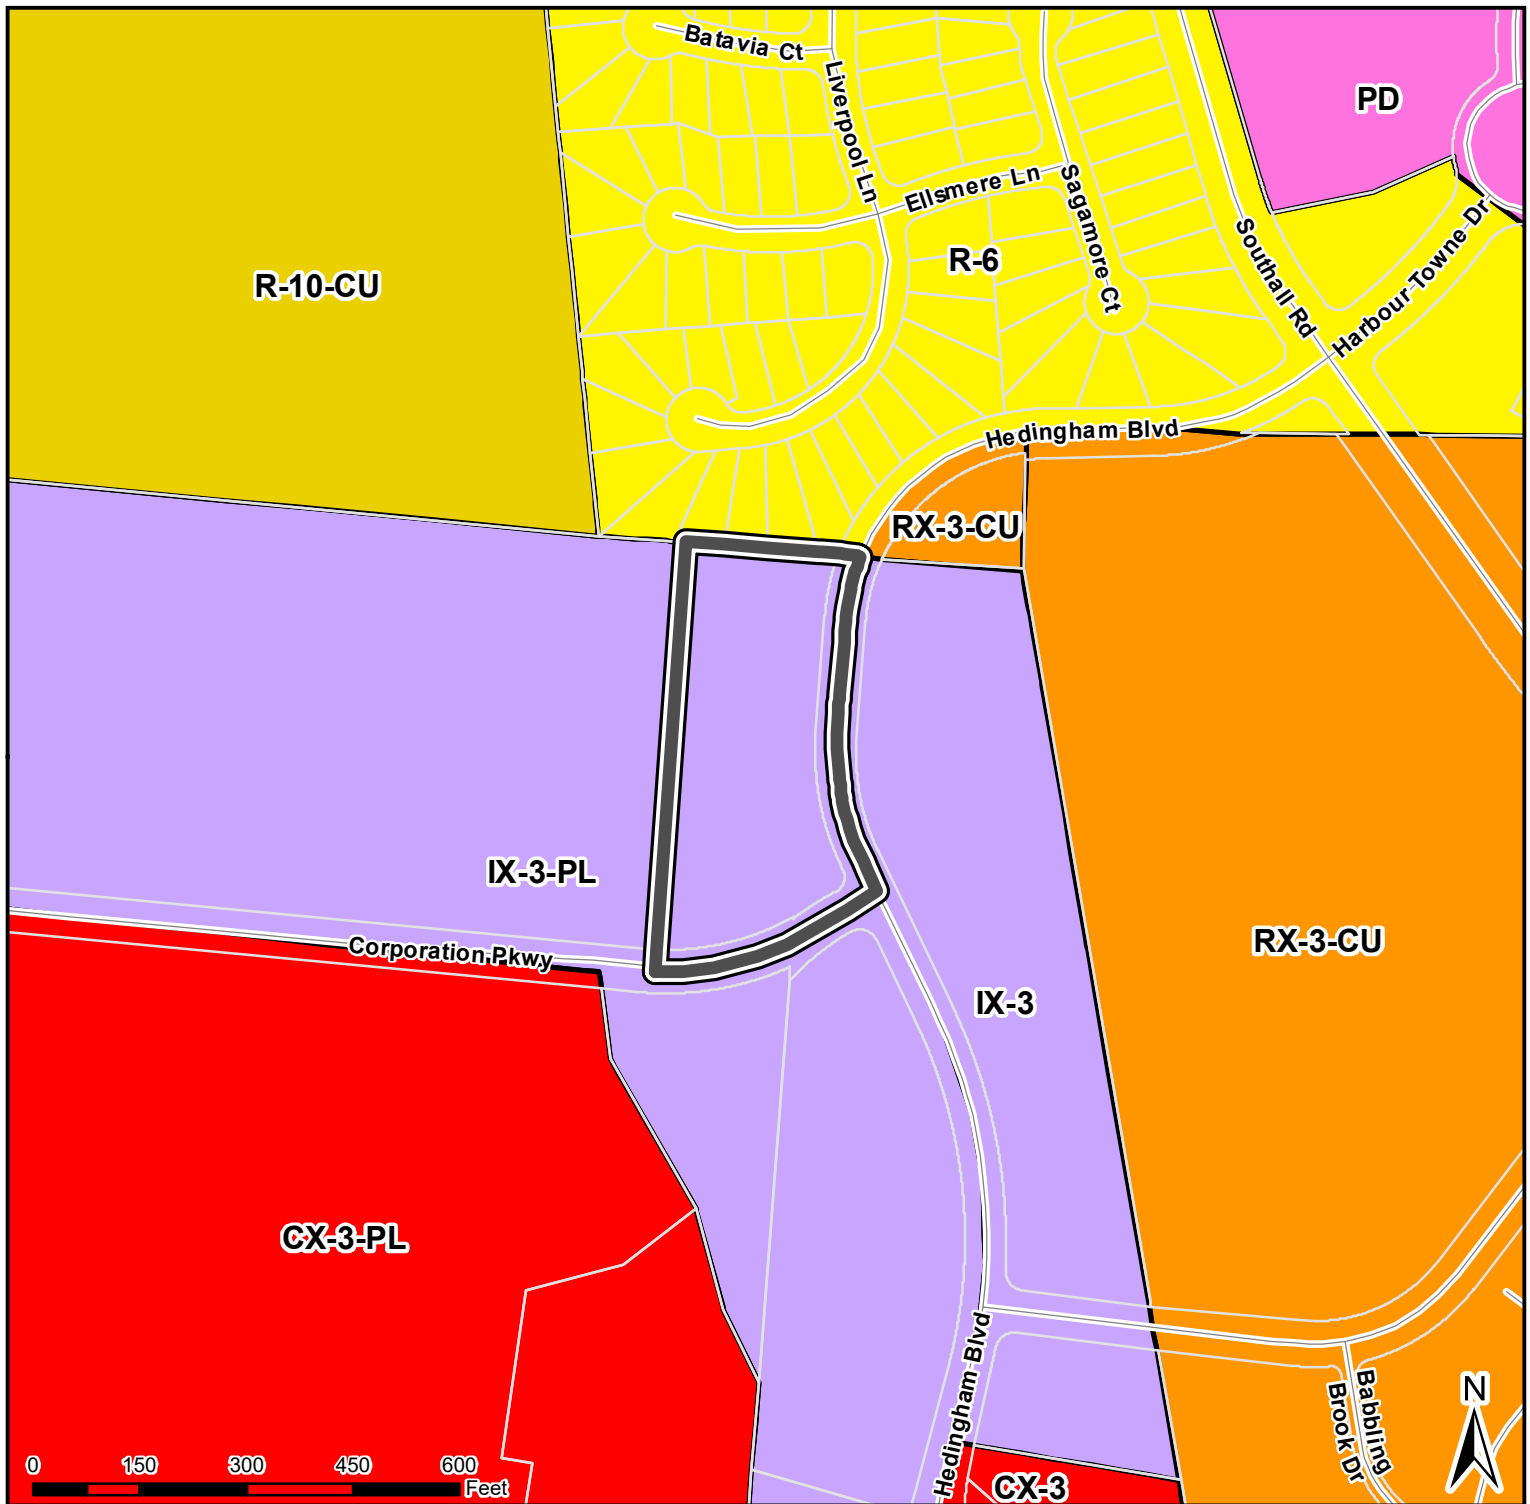 Batavia Ct
Liverpool Ln
PD
Ellsmere Ln
Sagamore Ct
R-6
R-10-CU
Southall Rd
Harbour Towne Dr
Hedingham Blvd
RX-3-CU
IX-3-PL
Corporation Pkwy
RX-3-CU
IX-3
CX-3-PL
Hedingham Blvd
Babbling
Brook Dr
N
0 150 300 450 600
Feet
CX-3